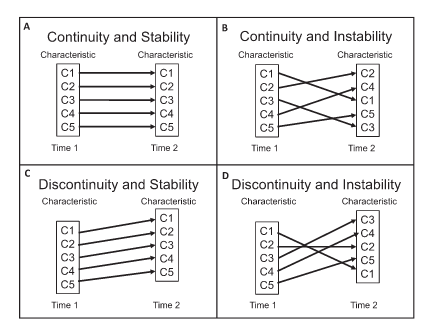 A
Continuity and Stability
Characteristic Characteristic
C1 C1
C2 C2
C3 C3
C4 C4
C5 C5
Time 1 Time 2
B
Continuity and Instability
Characteristic Characteristic
C1 C2
C2 C4
C3 C1
C4 C5
C5 C3
Time 1 Time 2
C
Discontinuity and Stability
Characteristic Characteristic
C1 C1
C2 C2
C3 C3
C4 C4
C5 C5
Time 1 Time 2
D
Discontinuity and Instability
Characteristic Characteristic
C1 C3
C2 C4
C3 C2
C4 C5
C5 C1
Time 1 Time 2